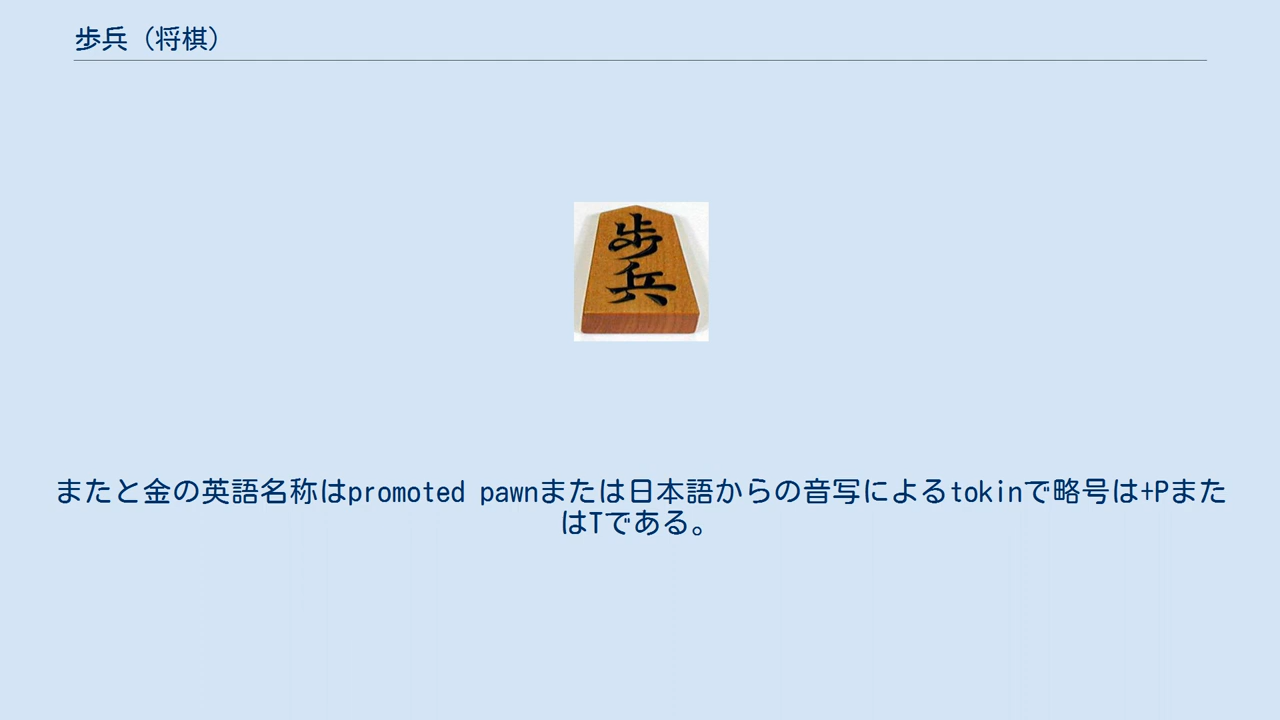 歩兵（将棋）
歩
兵
またと金の英語名称はpromoted pawnまたは日本語からの音写によるtokinで略号は+Pまた
はTである。